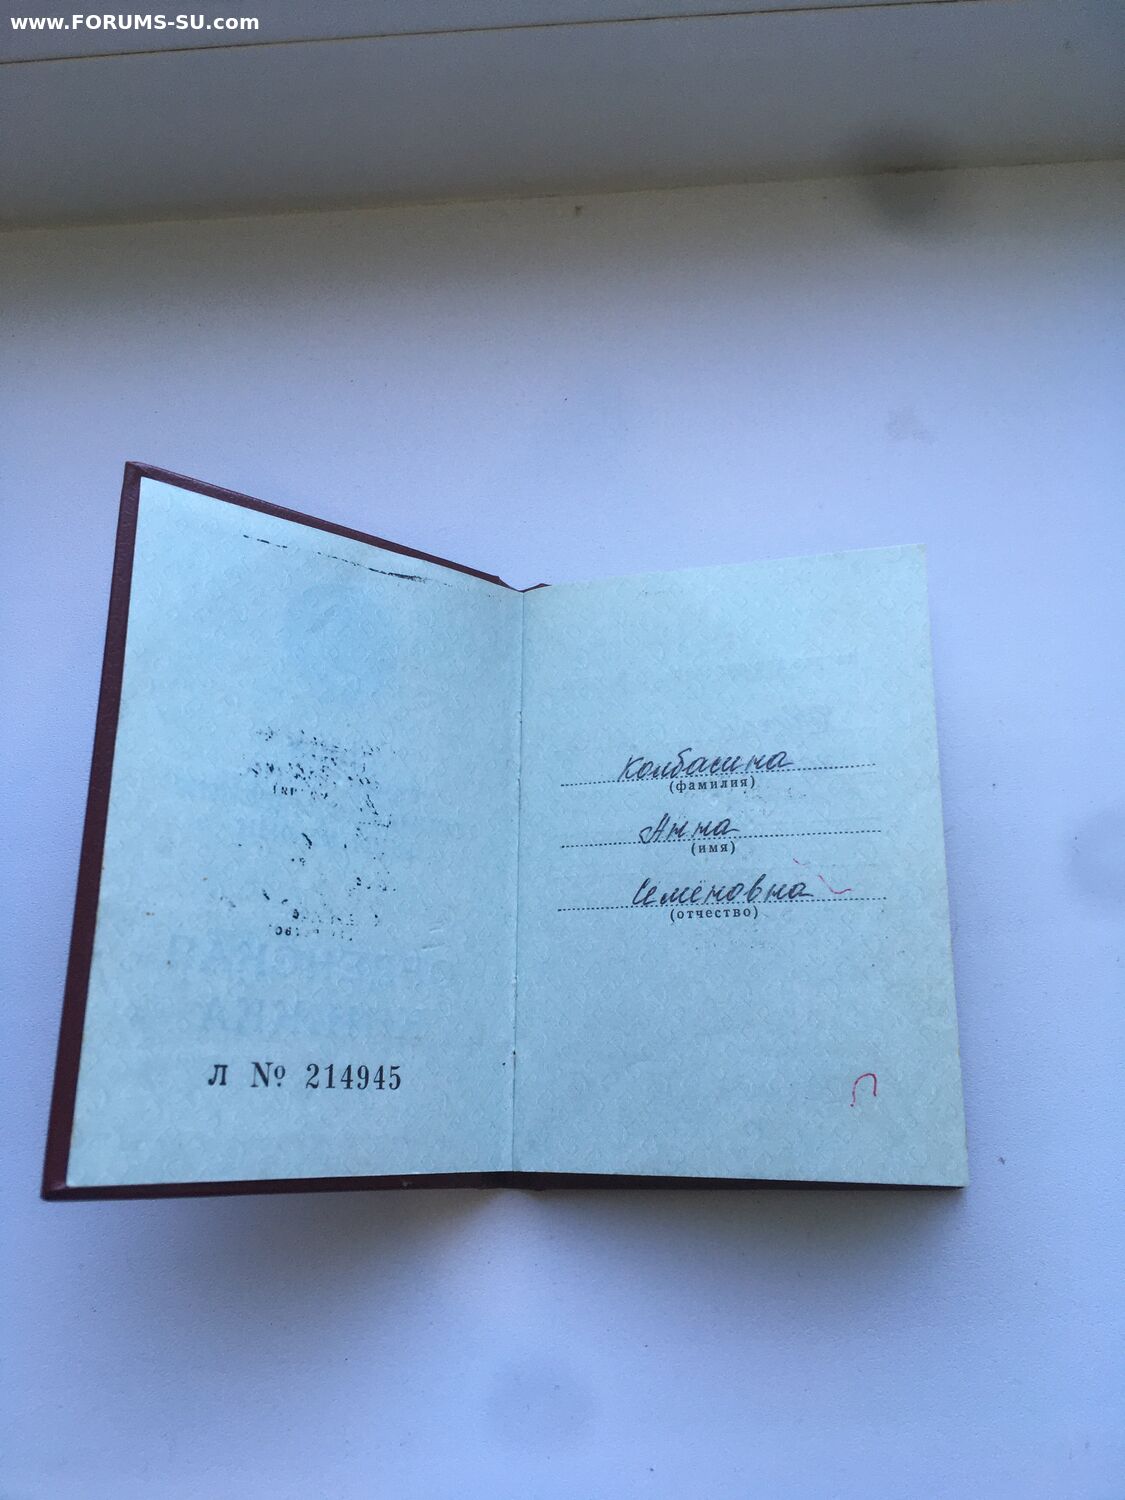 www.FORUMS-SU.com
Л № 214945
Колбасина
(фамилия)
Анна
(имя)
Семёновна
(отчество)